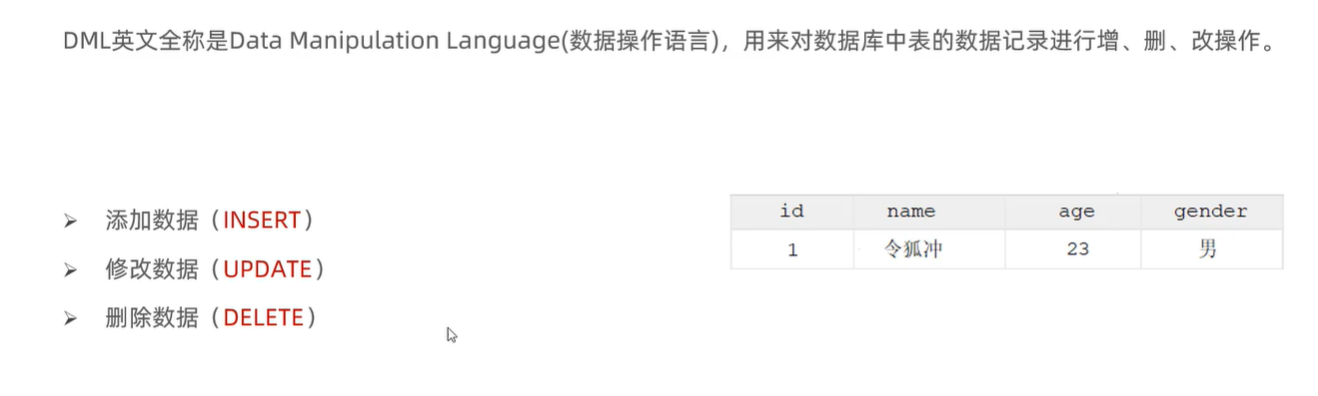 DML英文全称是Data Manipulation Language(数据操作语言)，用来对数据库中表的数据记录进行增、删、改操作。
添加数据（INSERT）
修改数据（UPDATE）
删除数据（DELETE）
id name age gender
1 令狐冲 23 男